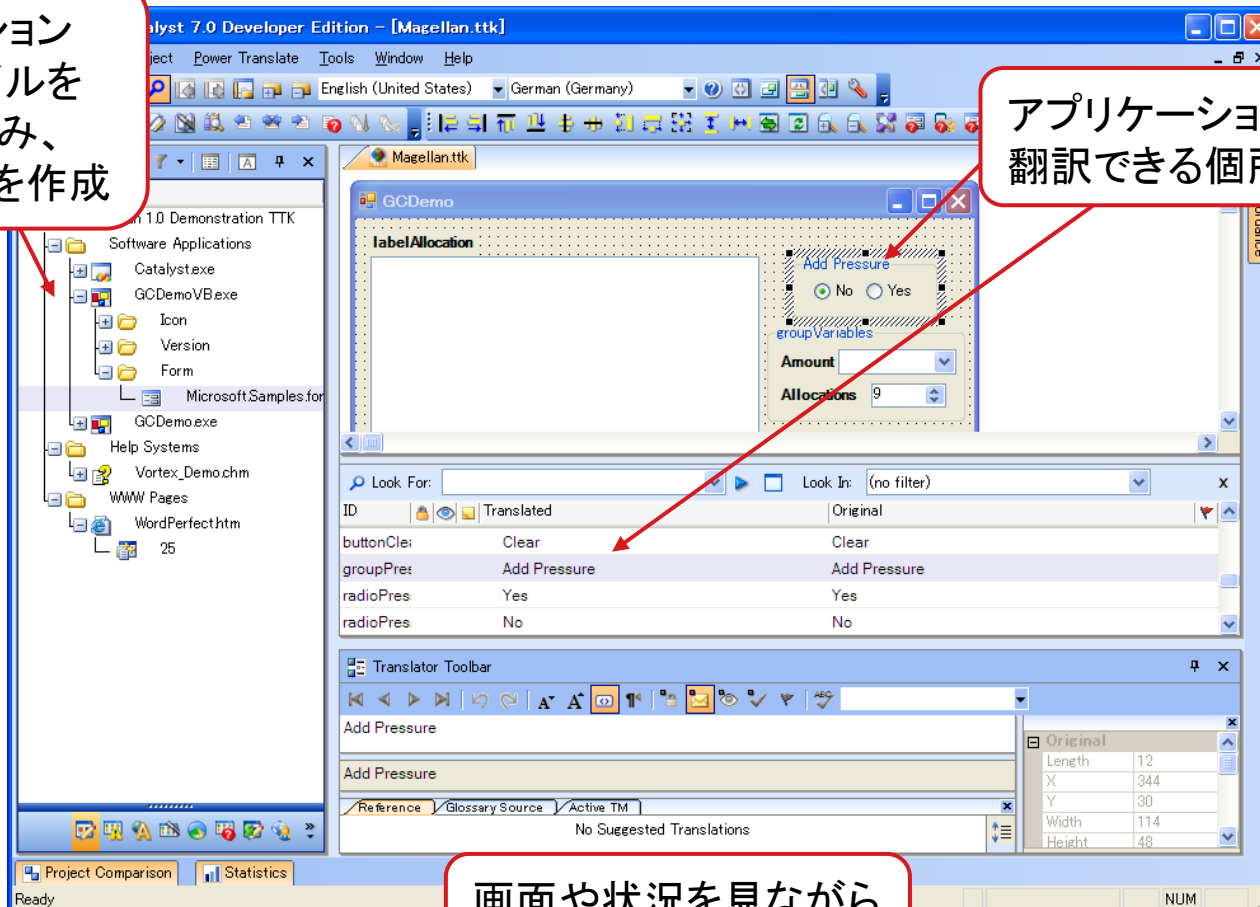 ション
ルを
み、
を作成
アプリケーショ
翻訳できる個所
画面や状況を見ながら
alyst 7.0 Developer Edition - [Magellan.ttk]
ject Power Translate Tools Window Help
English (United States) German (Germany)
Magellan.ttk
1.0 Demonstration TTK
Software Applications
Catalyst.exe
GCDemoVB.exe
Icon
Version
Form
Microsoft.Samples.for
GCDemo.exe
Help Systems
Vortex_Demo.chm
WWW Pages
WordPerfect.htm
25
GCDemo
labelAllocation
Add Pressure
No Yes
groupVariables
Amount
Allocations 9
Look For: Look In: (no filter)
ID Translated Original
buttonClea Clear Clear
groupPres Add Pressure Add Pressure
radioPres Yes Yes
radioPres No No
Translator Toolbar
Add Pressure
Add Pressure
Reference Glossary Source Active TM
No Suggested Translations
Original
Length 12
X 344
Y 30
Width 114
Height 48
Project Comparison Statistics
Ready NUM